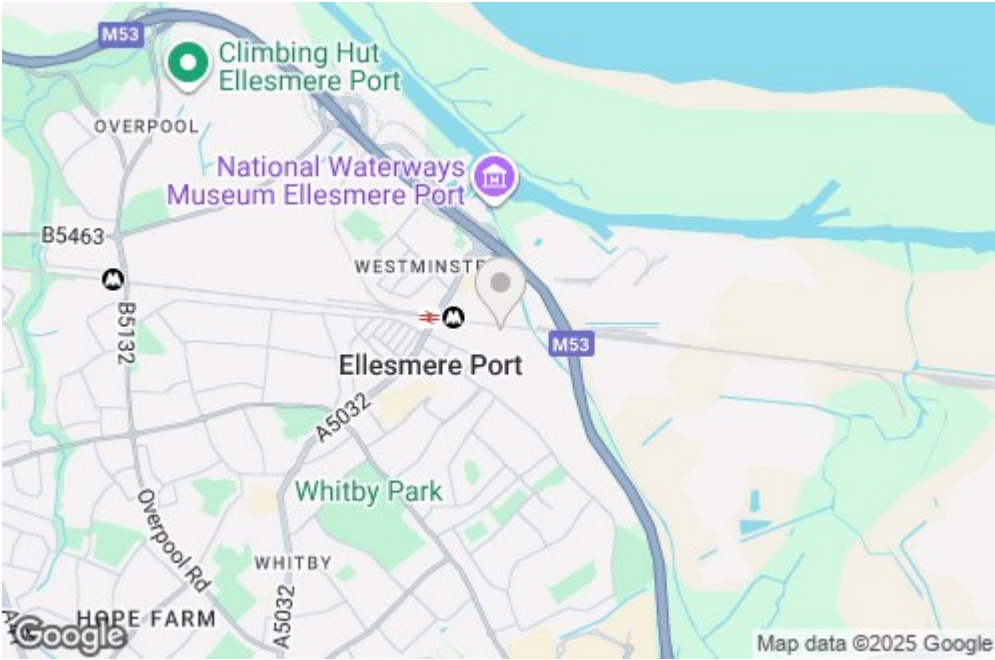 M53
Climbing Hut
Ellesmere Port
OVERPOOL
National Waterways
Museum Ellesmere Port
B5463
WESTMINSTE
B5132
M53
Ellesmere Port
A5032
Whitby Park
Overpool Rd
WHITBY
A5032
HOPE FARM
Google
Map data ©2025 Google